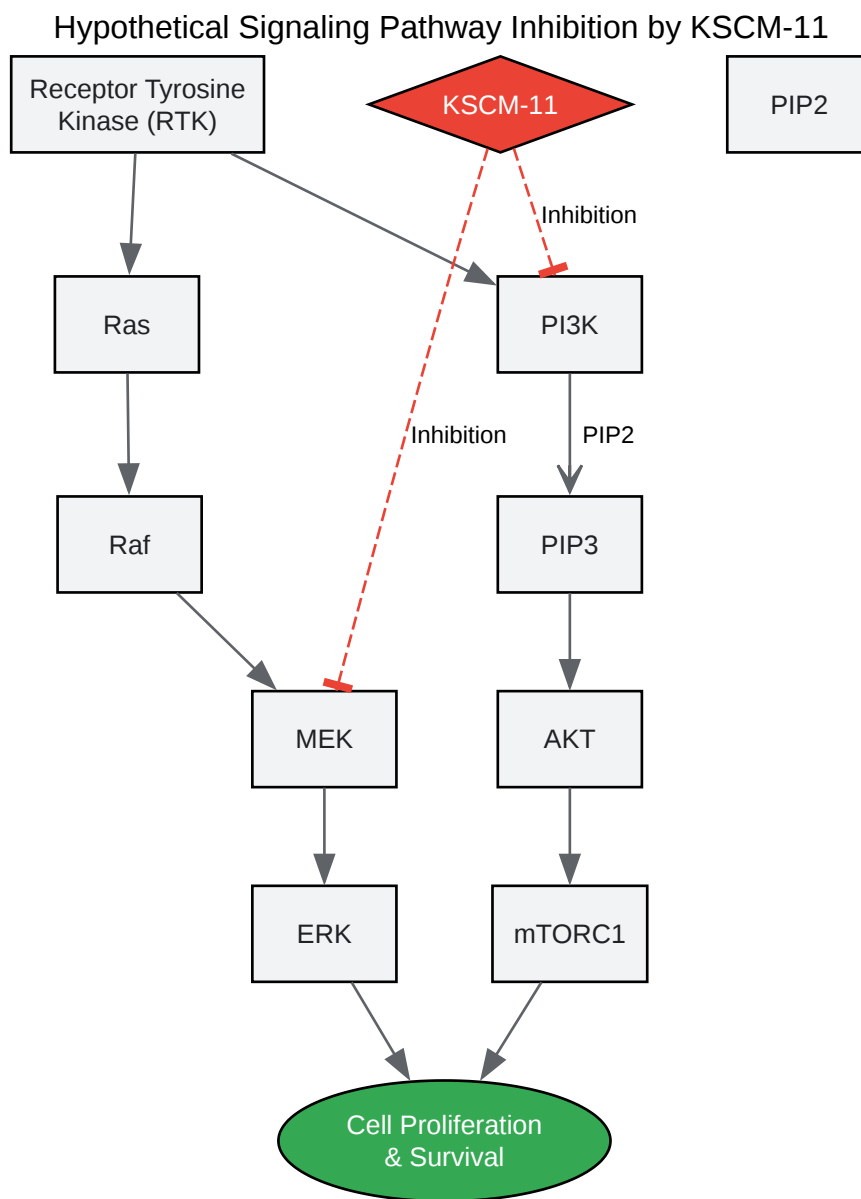 Hypothetical Signaling Pathway Inhibition by KSCM-11
Receptor Tyrosine
Kinase (RTK)
KSCM-11
PIP2
Inhibition
Ras
PI3K
Inhibition
PIP2
Raf
PIP3
MEK
AKT
ERK
mTORC1
Cell Proliferation
& Survival